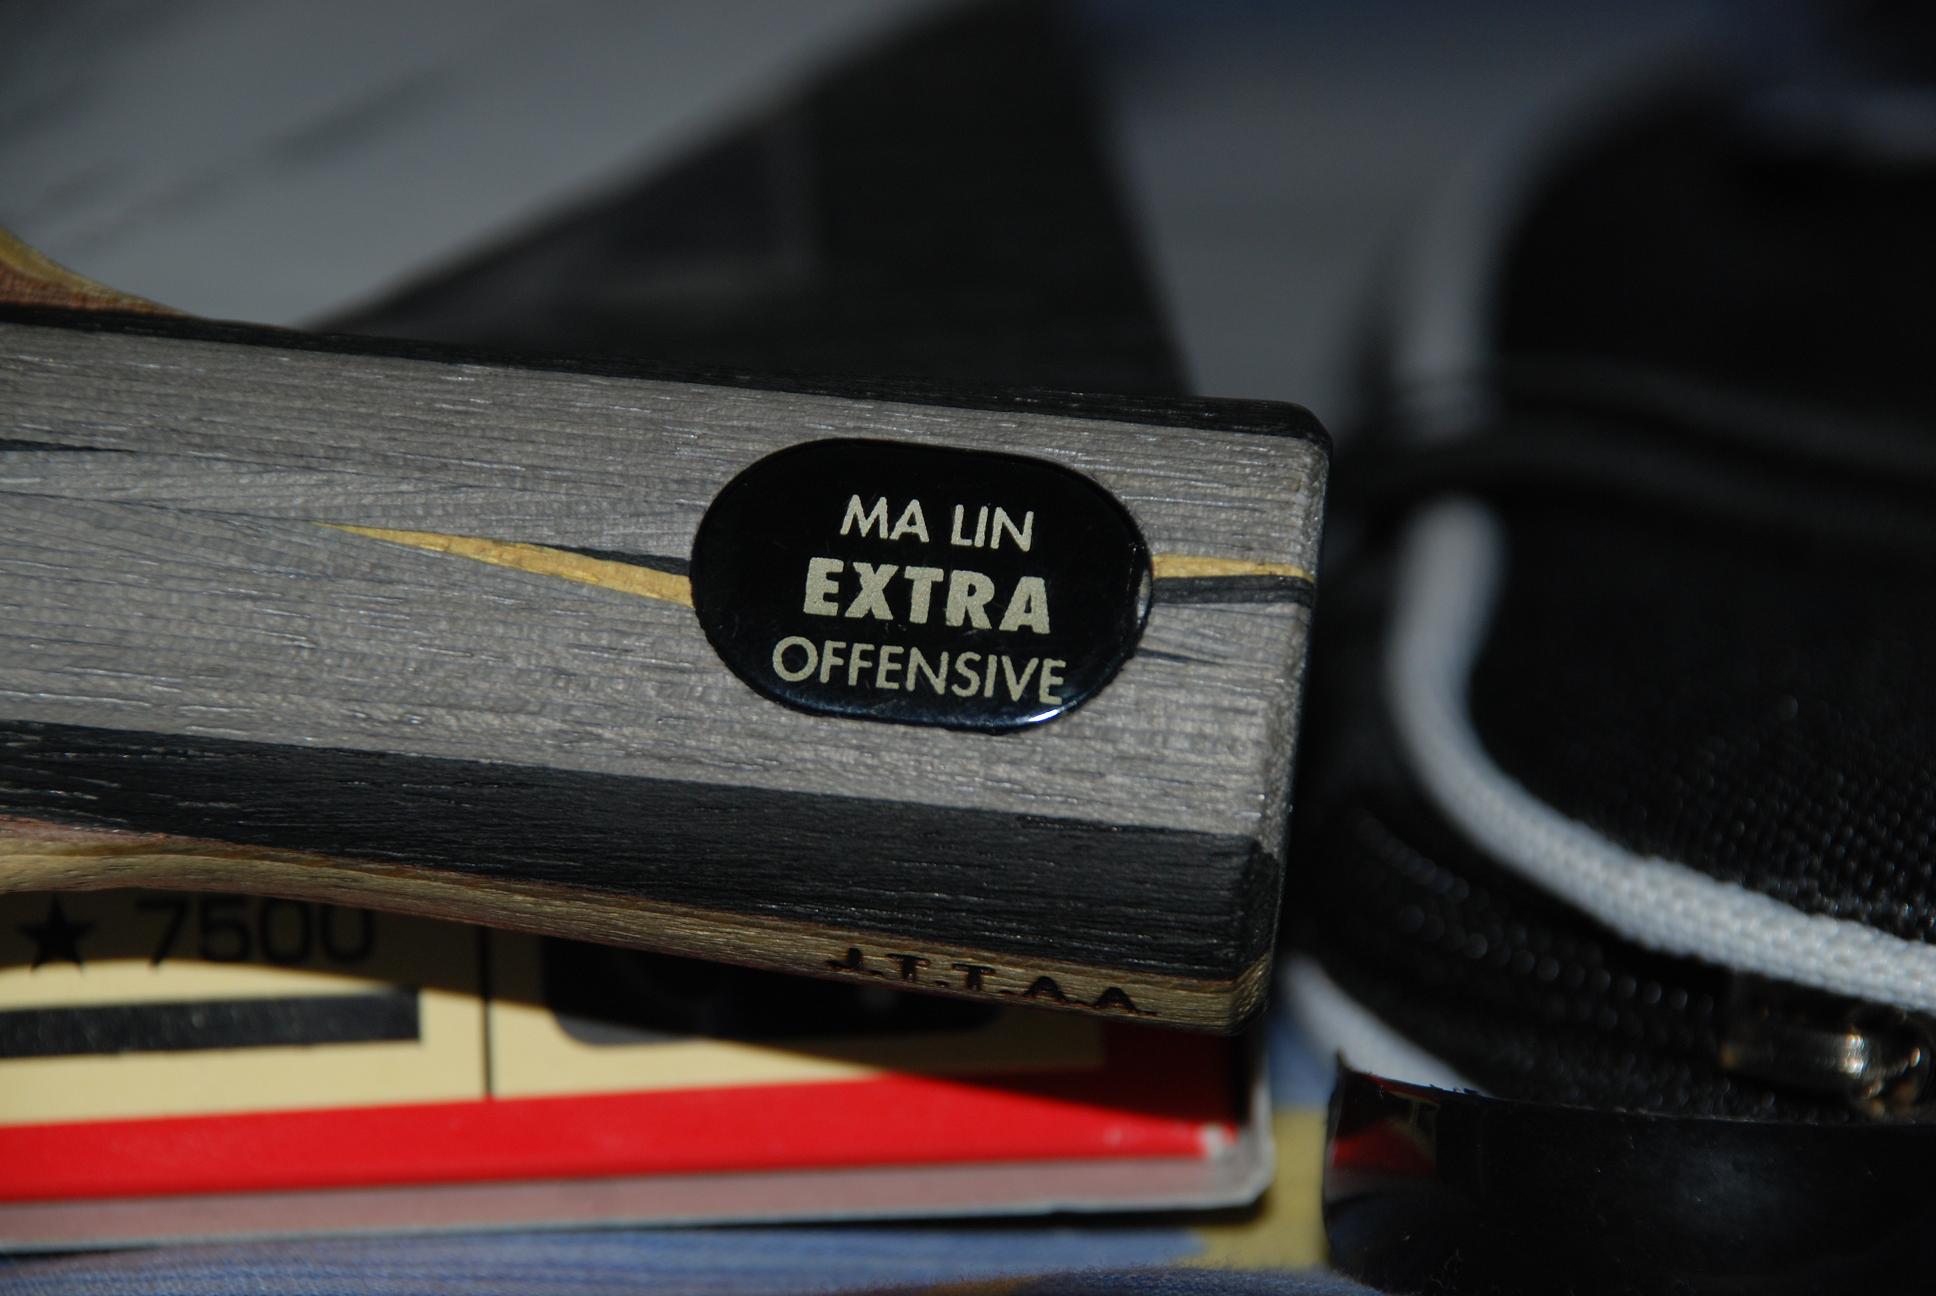 MA LIN
EXTRA
OFFENSIVE
J.T.T.A.A.
★ 7500